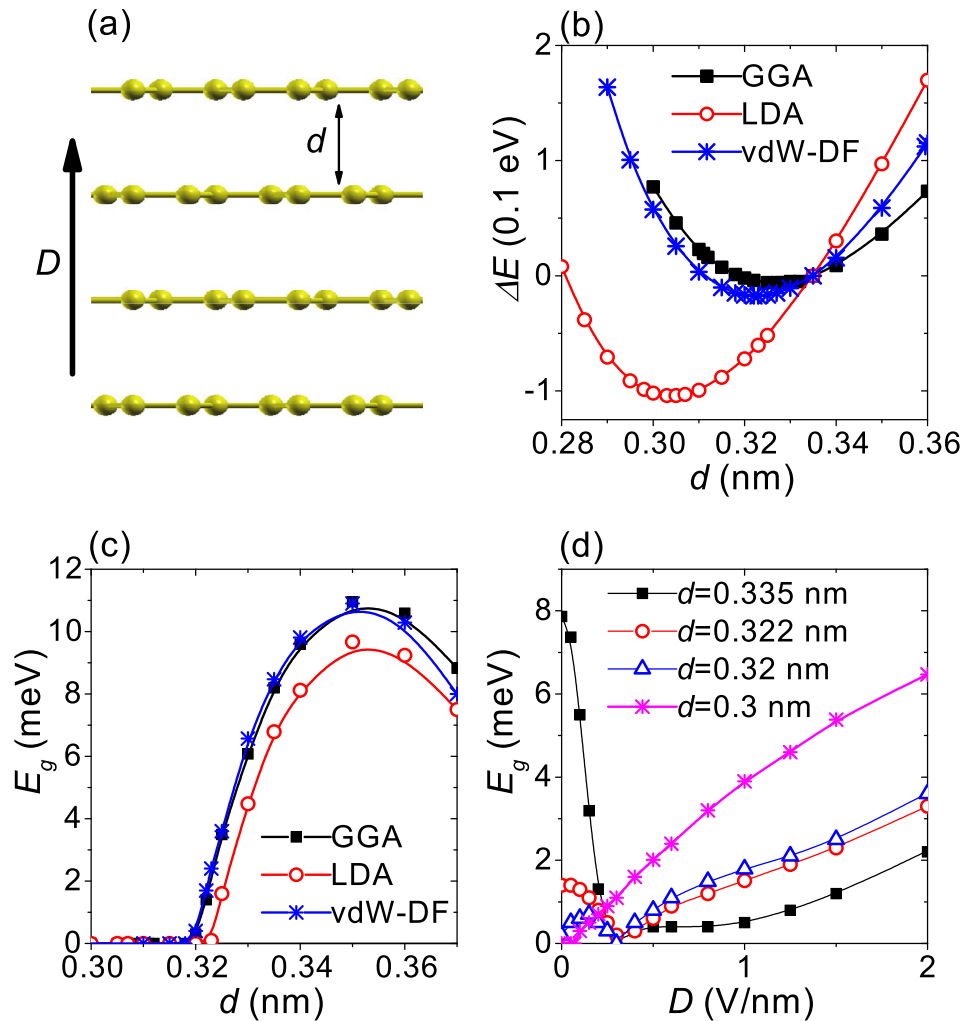 (a)
d
D
(b)
2
1
0
-1
ΔE (0.1 eV)
GGA
LDA
vdW-DF
0.28 0.30 0.32 0.34 0.36
d (nm)
(c)
12
10
8
6
4
2
0
E_g (meV)
GGA
LDA
vdW-DF
0.30 0.32 0.34 0.36
d (nm)
(d)
8
6
4
2
0
E_g (meV)
d=0.335 nm
d=0.322 nm
d=0.32 nm
d=0.3 nm
0 1 2
D (V/nm)